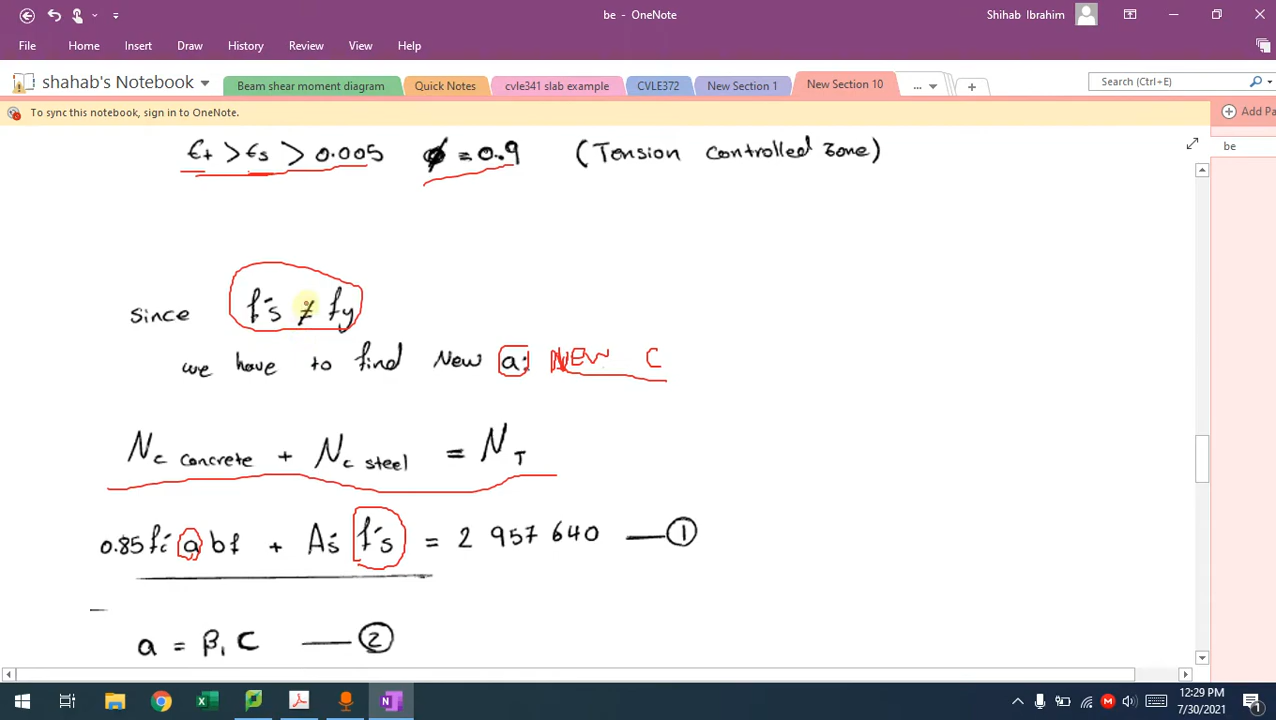 be - OneNote
Shihab Ibrahim
File Home Insert Draw History Review View Help
shahab's Notebook
Beam shear moment diagram
Quick Notes
cvle341 slab example
CVLE372
New Section 1
New Section 10
...
+
Search (Ctrl+E)
To sync this notebook, sign in to OneNote.
Add Pa
be
Et > Es > 0.005 ϕ = 0.9 (Tension controlled zone)
Since f's ≠ fy
we have to find New a: NEW C
Nc concrete + Nc steel = NT
0.85 f'c a bf + A's f's = 2 957 640 — ①
a = β1 C — ②
12:29 PM
7/30/2021
1